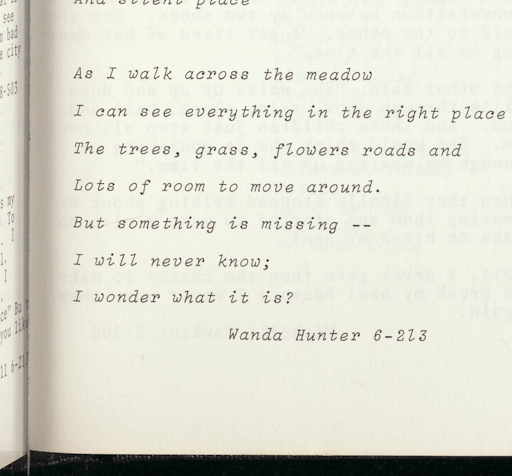 And silent place
As I walk across the meadow
I can see everything in the right place
The trees, grass, flowers roads and
Lots of room to move around.
But something is missing --
I will never know;
I wonder what it is?
Wanda Hunter 6-213